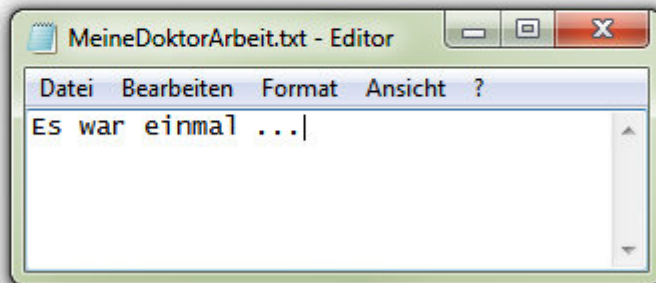 MeineDoktorArbeit.txt - Editor
Datei Bearbeiten Format Ansicht ?
Es war einmal ...